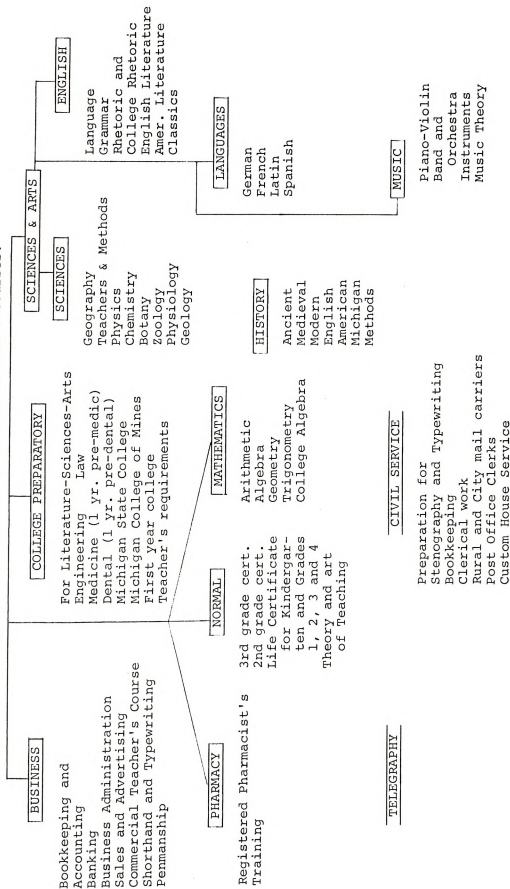 BUSINESS
Bookkeeping and
Accounting
Banking
Business Administration
Sales and Advertising
Commercial Teacher's Course
Shorthand and Typewriting
Penmanship
COLLEGE PREPARATORY
For Literature-Sciences-Arts
Engineering Law
Medicine (1 yr. pre-medic)
Dental (1 yr. pre-dental)
Michigan State College
Michigan College of Mines
First year college
Teacher's requirements
SCIENCES & ARTS
SCIENCES
Geography
Teachers & Methods
Physics
Chemistry
Botany
Zoology
Physiology
Geology
ENGLISH
Language
Grammar
Rhetoric and
College Rhetoric
English Literature
Amer. Literature
Classics
PHARMACY
Registered Pharmacist's
Training
NORMAL
3rd grade cert.
2nd grade cert.
Life Certificate
for Kindergar-
ten and Grades
1, 2, 3 and 4
Theory and art
of Teaching
MATHEMATICS
Arithmetic
Algebra
Geometry
Trigonometry
College Algebra
HISTORY
Ancient
Medieval
Modern
English
American
Michigan
Methods
LANGUAGES
German
French
Latin
Spanish
TELEGRAPHY
CIVIL SERVICE
Preparation for
Stenography and Typewriting
Bookkeeping
Clerical work
Rural and City mail carriers
Post Office Clerks
Custom House Service
MUSIC
Piano-Violin
Band and
Orchestra
Instruments
Music Theory